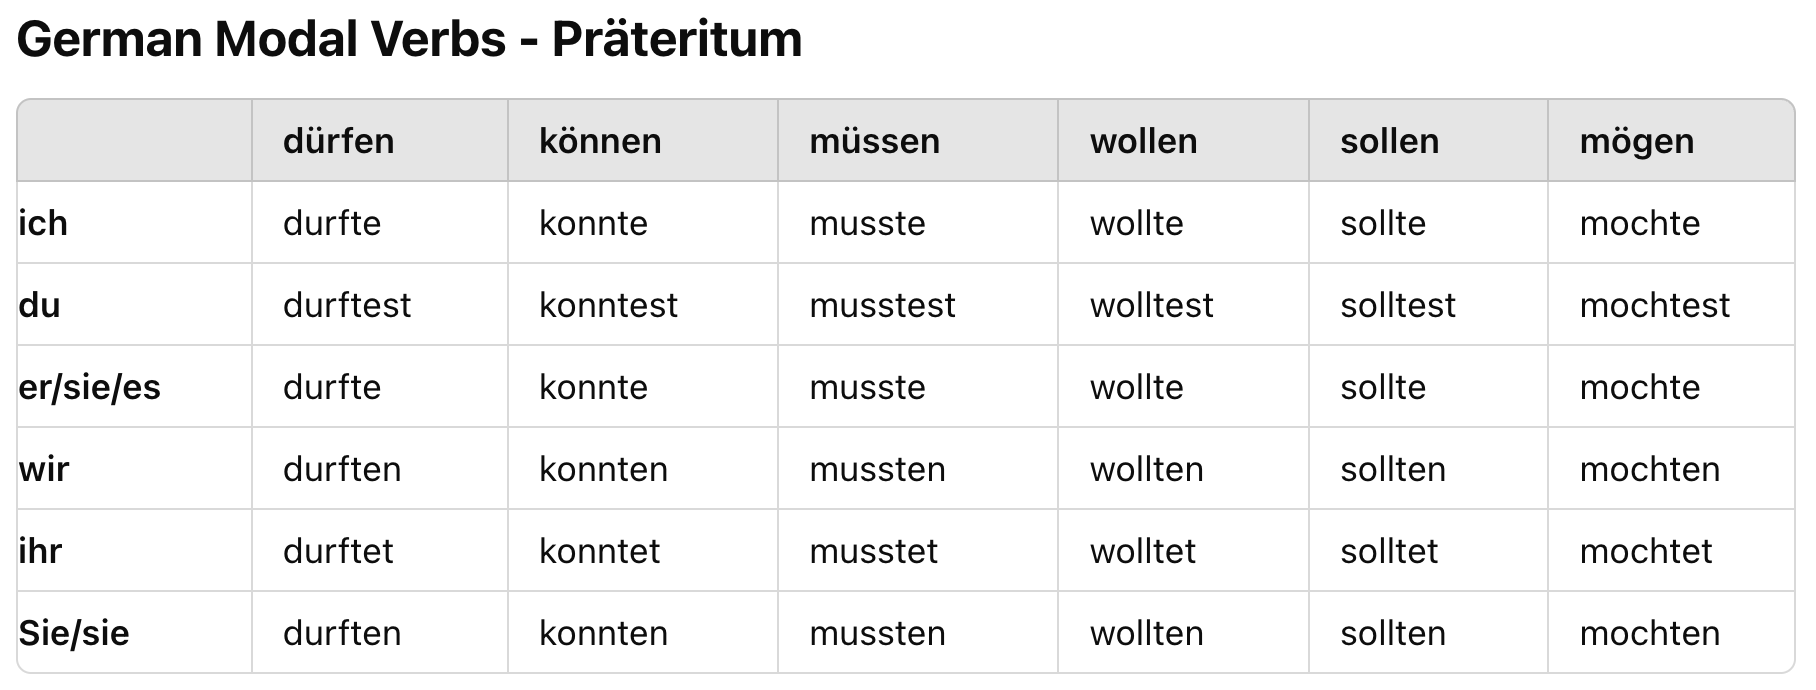 German Modal Verbs - Präteritum
dürfen können müssen wollen sollen mögen
ich durfte konnte musste wollte sollte mochte
du durftest konntest musstest wolltest solltest mochtest
er/sie/es durfte konnte musste wollte sollte mochte
wir durften konnten mussten wollten sollten mochten
ihr durftet konntet musstet wolltet solltet mochtet
Sie/sie durften konnten mussten wollten sollten mochten